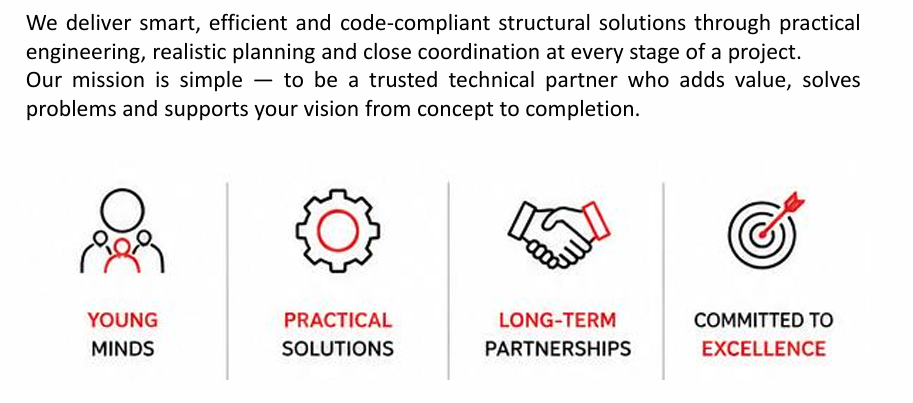 We deliver smart, efficient and code-compliant structural solutions through practical
engineering, realistic planning and close coordination at every stage of a project.
Our mission is simple — to be a trusted technical partner who adds value, solves
problems and supports your vision from concept to completion.
YOUNG
MINDS
PRACTICAL
SOLUTIONS
LONG-TERM
PARTNERSHIPS
COMMITTED TO
EXCELLENCE